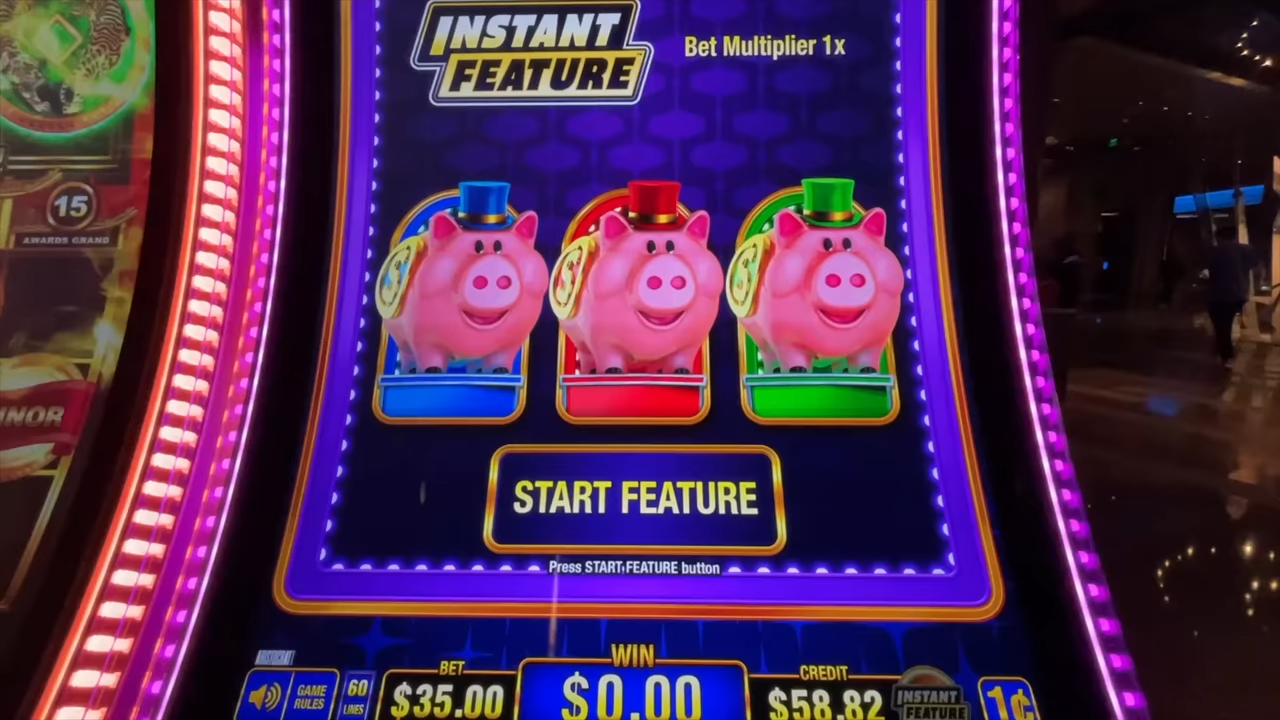 INSTANT
FEATURE
Bet Multiplier 1x
15
AWARDS GRAND
INOR
START FEATURE
Press START FEATURE button
ARISTOCRAT
GAME
RULES
60
LINES
BET
$35.00
WIN
$0.00
CREDIT
$58.82
INSTANT
FEATURE
1¢